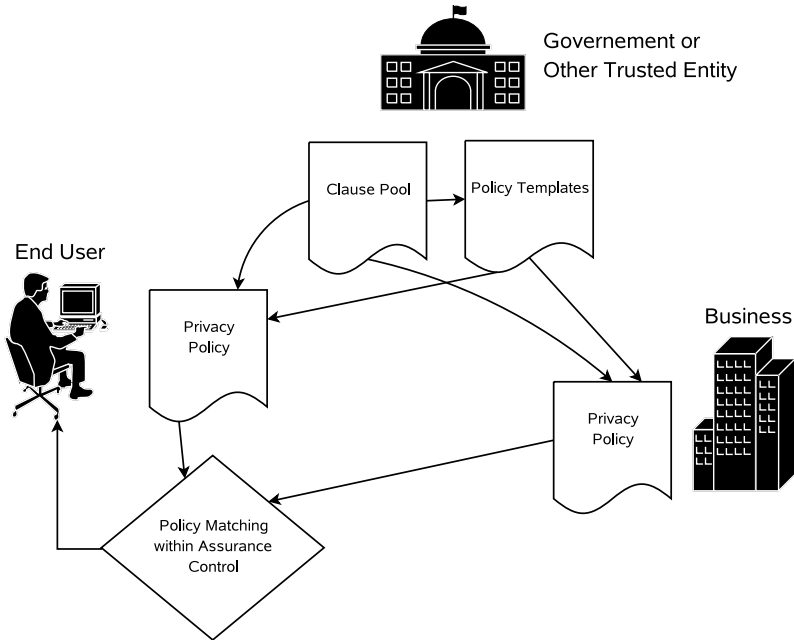 Governement or
Other Trusted Entity
Clause Pool
Policy Templates
End User
Privacy
Policy
Business
Privacy
Policy
Policy Matching
within Assurance
Control